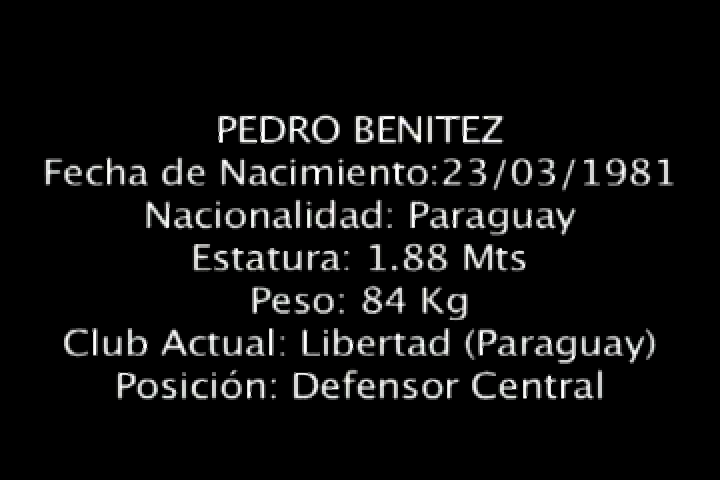 PEDRO BENITEZ
Fecha de Nacimiento:23/03/1981
Nacionalidad: Paraguay
Estatura: 1.88 Mts
Peso: 84 Kg
Club Actual: Libertad (Paraguay)
Posición: Defensor Central